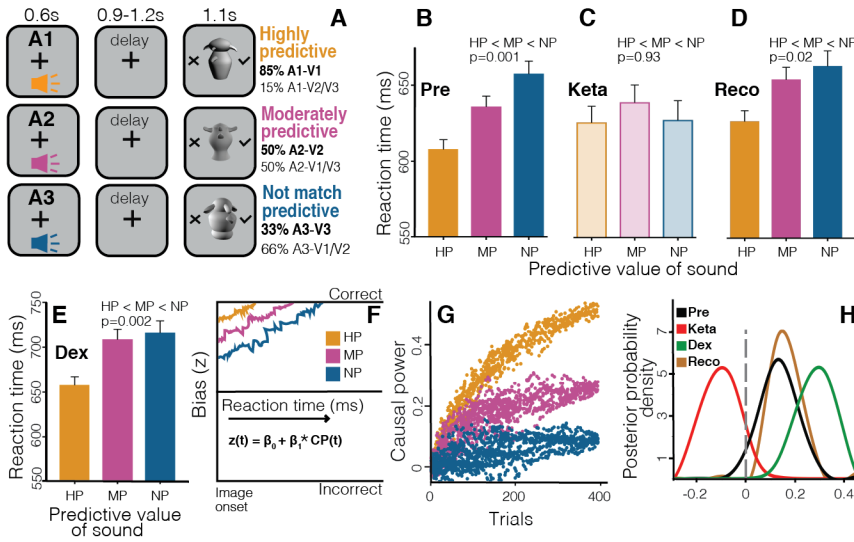 0.6s
0.9-1.2s
1.1s
A
A1
+
delay
+
Highly
predictive
85% A1-V1
15% A1-V2/V3
A2
+
delay
+
Moderately
predictive
50% A2-V2
50% A2-V1/V3
A3
+
delay
+
Not match
predictive
33% A3-V3
66% A3-V1/V2
B
HP < MP < NP
p=0.001
Pre
Reaction time (ms)
650
600
550
HP
MP
NP
C
HP < MP < NP
p=0.93
Keta
HP
MP
NP
D
HP < MP < NP
p=0.02
Reco
HP
MP
NP
Predictive value of sound
E
HP < MP < NP
p=0.002
Dex
Reaction time (ms)
750
700
650
600
550
HP
MP
NP
Predictive value
of sound
F
Correct
HP
MP
NP
Bias (z)
Reaction time (ms)
z(t) = β0 + β1* CP(t)
Image
onset
Incorrect
G
Causal power
0.4
0.2
0
0
200
400
Trials
H
Pre
Keta
Dex
Reco
Posterior probability
density
7
5
3
1
-0.2
0
0.2
0.4